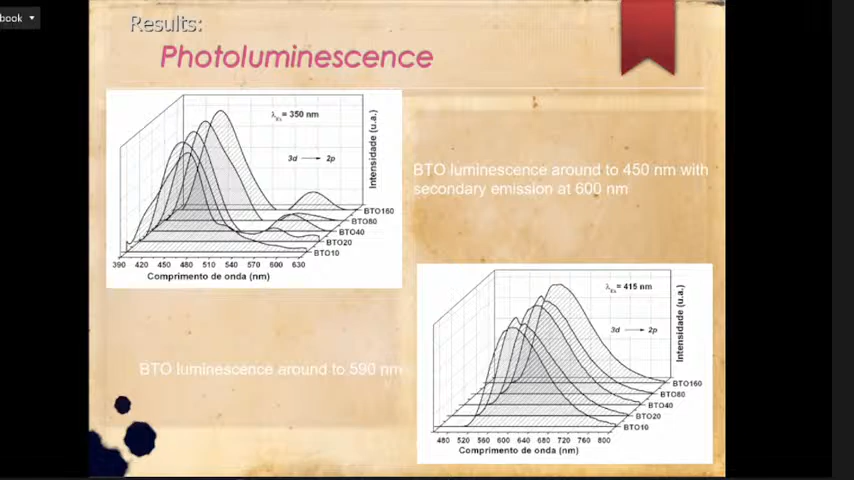 book
Results:
Photoluminescence
λEx= 350 nm
3d → 2p
Intensidade (u.a.)
BTO160
BTO80
BTO40
BTO20
BTO10
390 420 450 480 510 540 570 600 630
Comprimento de onda (nm)
BTO luminescence around to 450 nm with
secondary emission at 600 nm
λEx= 415 nm
3d → 2p
Intensidade (u.a.)
BTO160
BTO80
BTO40
BTO20
BTO10
480 520 560 600 640 680 720 760 800
Comprimento de onda (nm)
BTO luminescence around to 590 nm